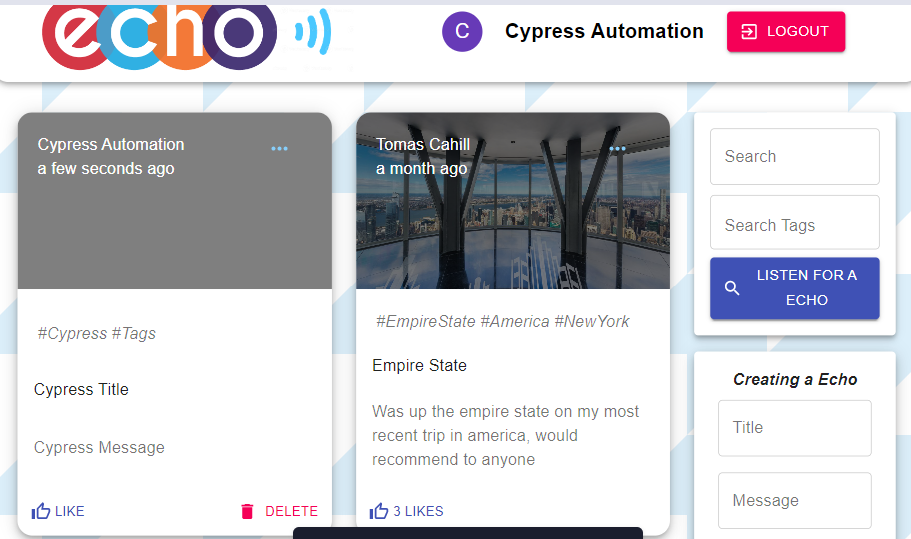 echo
C
Cypress Automation
LOGOUT
Cypress Automation
a few seconds ago
#Cypress #Tags
Cypress Title
Cypress Message
LIKE
DELETE
Tomas Cahill
a month ago
#EmpireState #America #NewYork
Empire State
Was up the empire state on my most
recent trip in america, would
recommend to anyone
3 LIKES
Search
Search Tags
LISTEN FOR A
ECHO
Creating a Echo
Title
Message